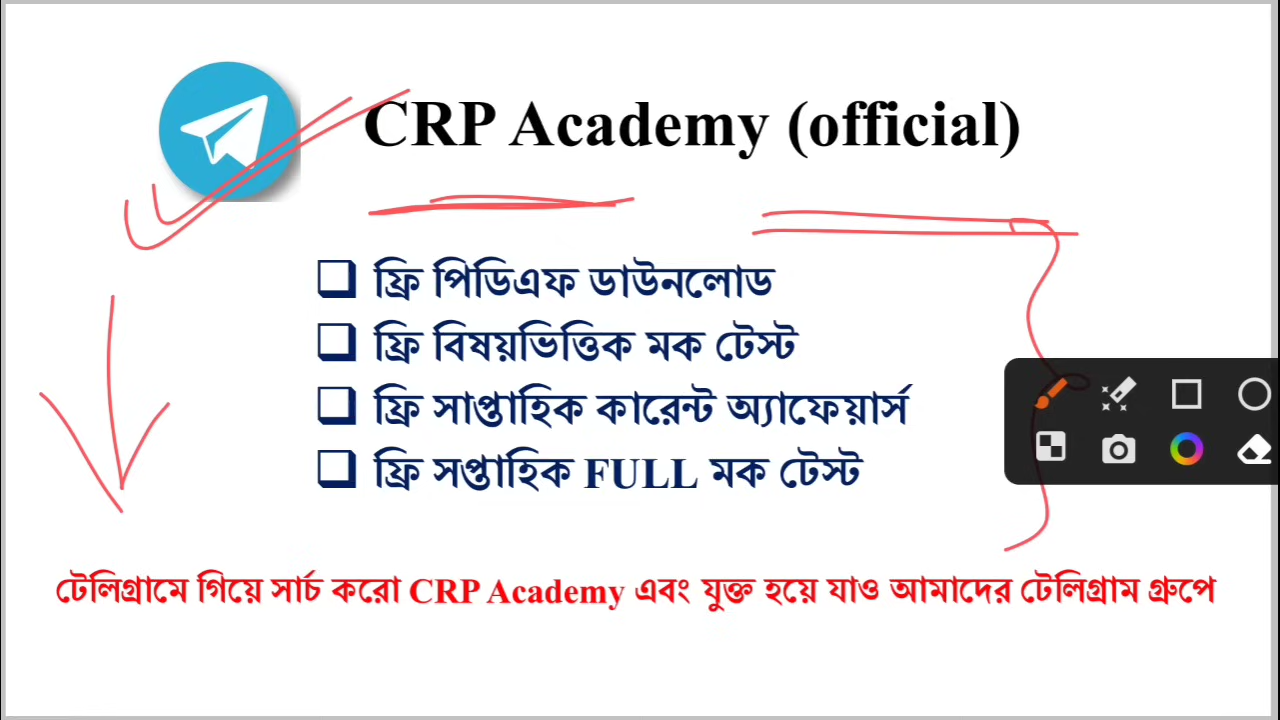 CRP Academy (official)
ফ্রি পিডিএফ ডাউনলোড
ফ্রি বিষয়ভিত্তিক মক টেস্ট
ফ্রি সাপ্তাহিক কারেন্ট অ্যাফেয়ার্স
ফ্রি সপ্তাহিক FULL মক টেস্ট
টেলিগ্রামে গিয়ে সার্চ করো CRP Academy এবং যুক্ত হয়ে যাও আমাদের টেলিগ্রাম গ্রুপে